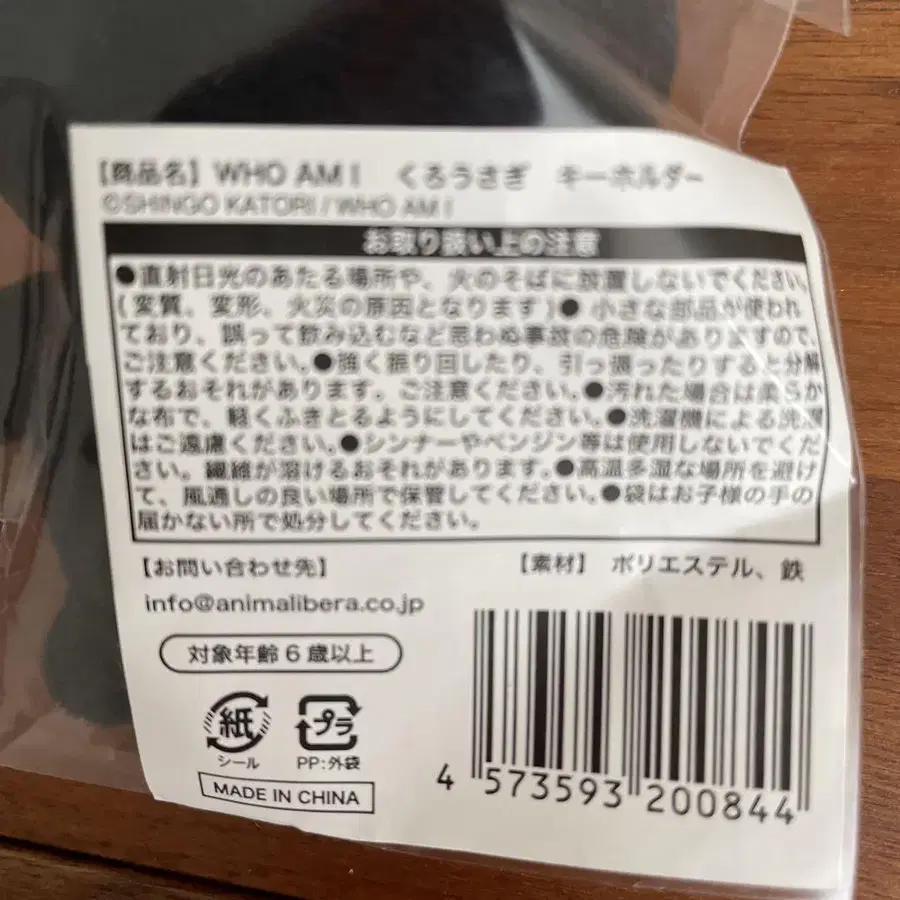 【商品名】 WHO AM I くろうさぎ キーホルダー
©SHINGO KATORI / WHO AM I
お取り扱い上の注意
●直射日光のあたる場所や、火のそばに放置しないでください。
(変質、変形、火災の原因となります)●小さな部品が使われ
ており、誤って飲み込むなど思わぬ事故の危険がありますので
ご注意ください。●強く振り回したり、引っ張ったりすると分解
するおそれがあります。ご注意ください。●汚れた場合は柔らか
な布で、軽くふきとるようにしてください。●洗濯機による洗濯
はご遠慮ください。●シンナーやベンジン等は使用しないでくだ
さい。繊維が溶けるおそれがあります。●高温多湿な場所を避け
て、風通しの良い場所で保管してください。●袋はお子様の手の
届かない所で処分してください。
【お問い合わせ先】
info@animalibera.co.jp
【素材】 ポリエステル、鉄
対象年齢6歳以上
紙
シール
プラ
PP:外袋
MADE IN CHINA
4 573593 200844